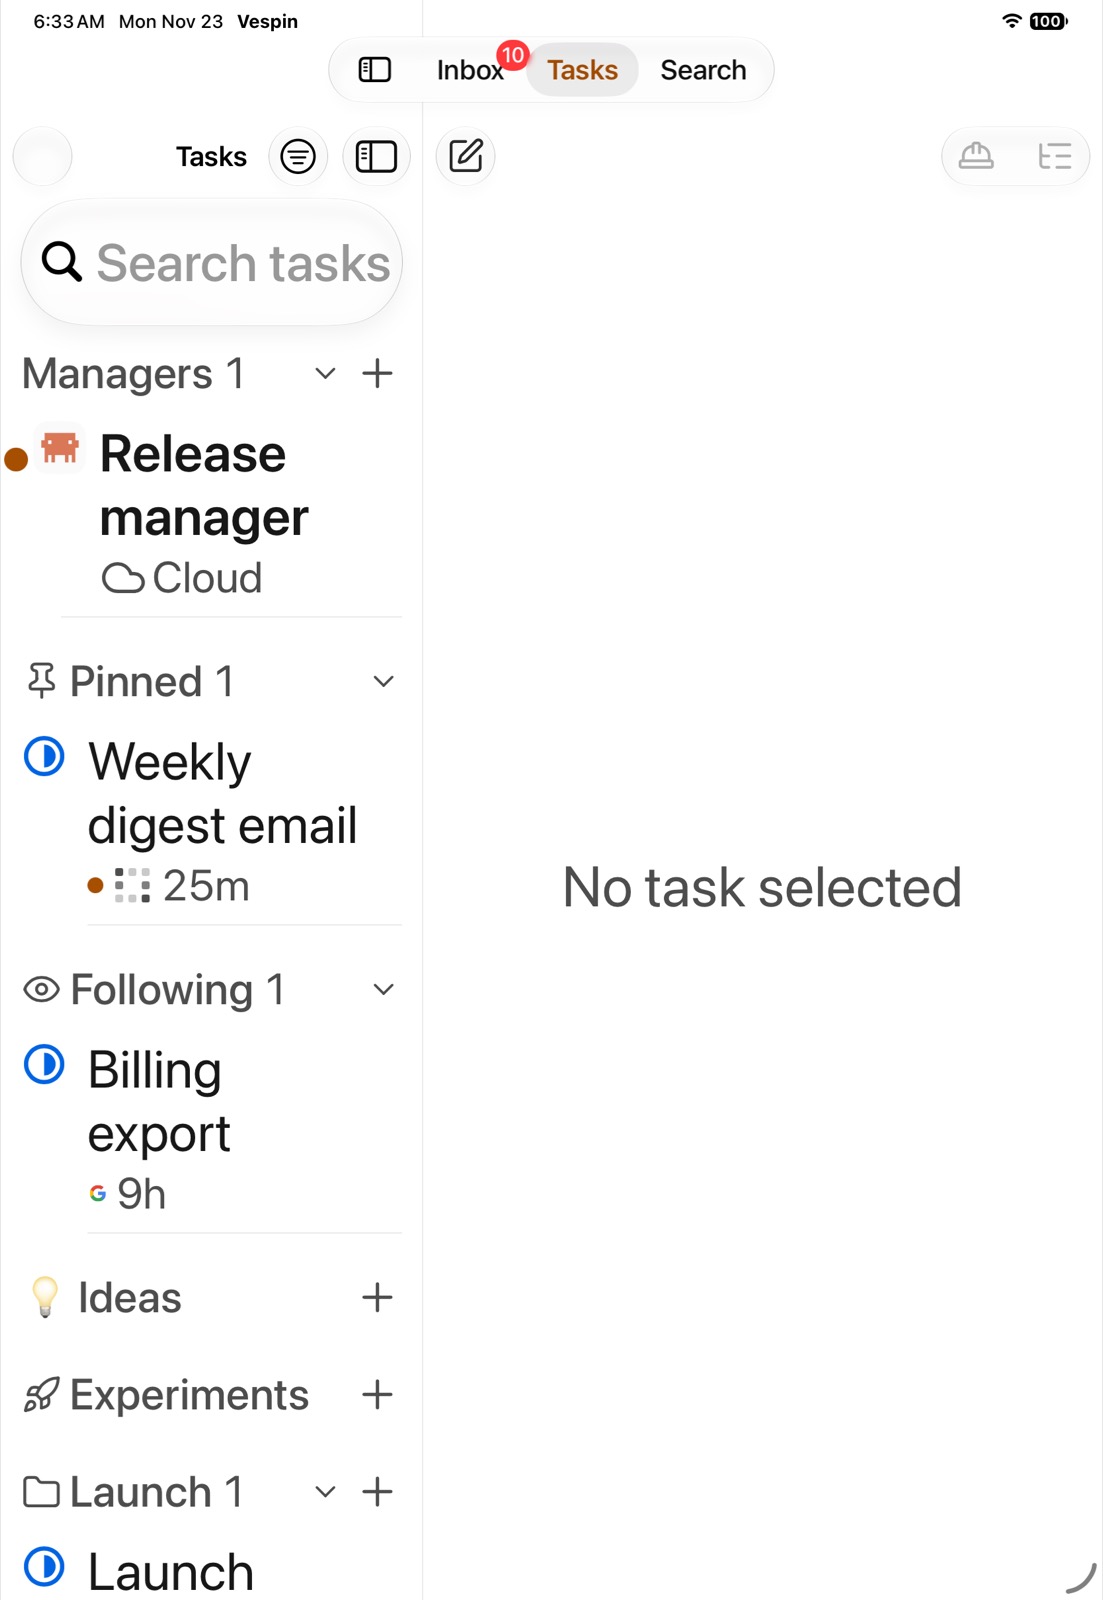 6:33 AM Mon Nov 23 Vespin
100
Inbox 10 Tasks Search
Tasks
Search tasks
Managers 1
Release
manager
Cloud
Pinned 1
Weekly
digest email
25m
No task selected
Following 1
Billing
export
9h
Ideas
Experiments
Launch 1
Launch